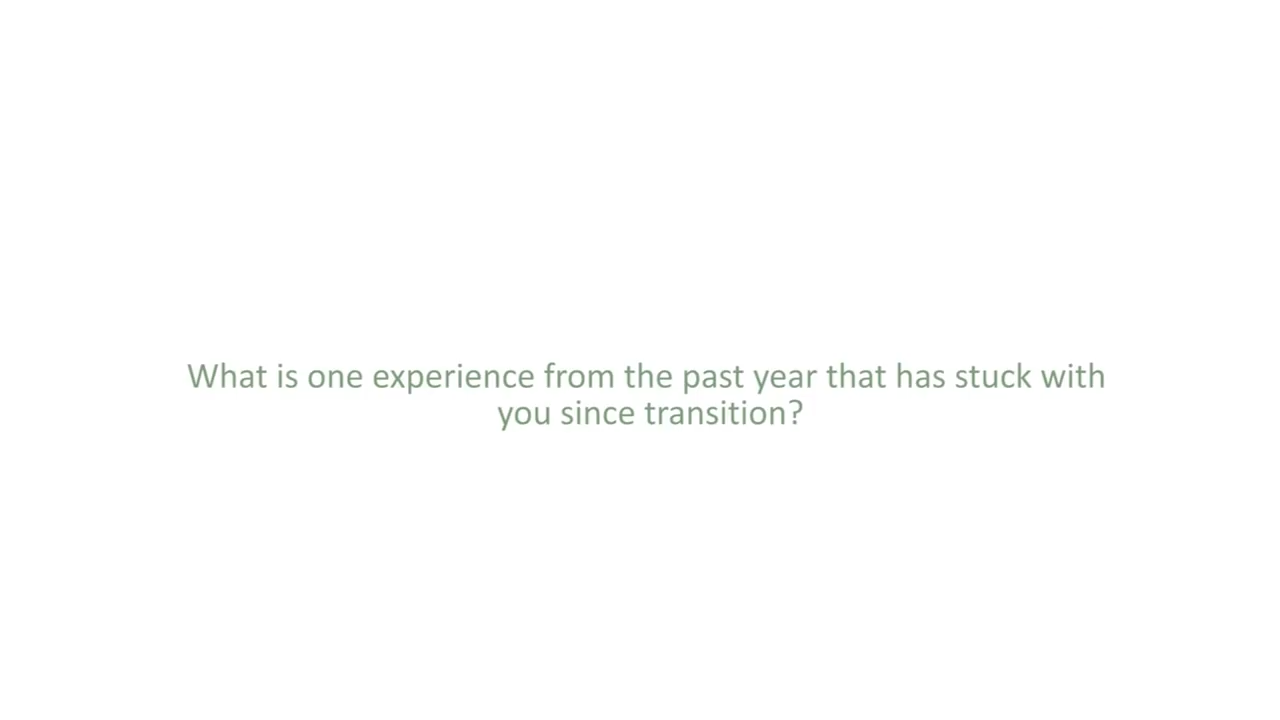 What is one experience from the past year that has stuck with
you since transition?